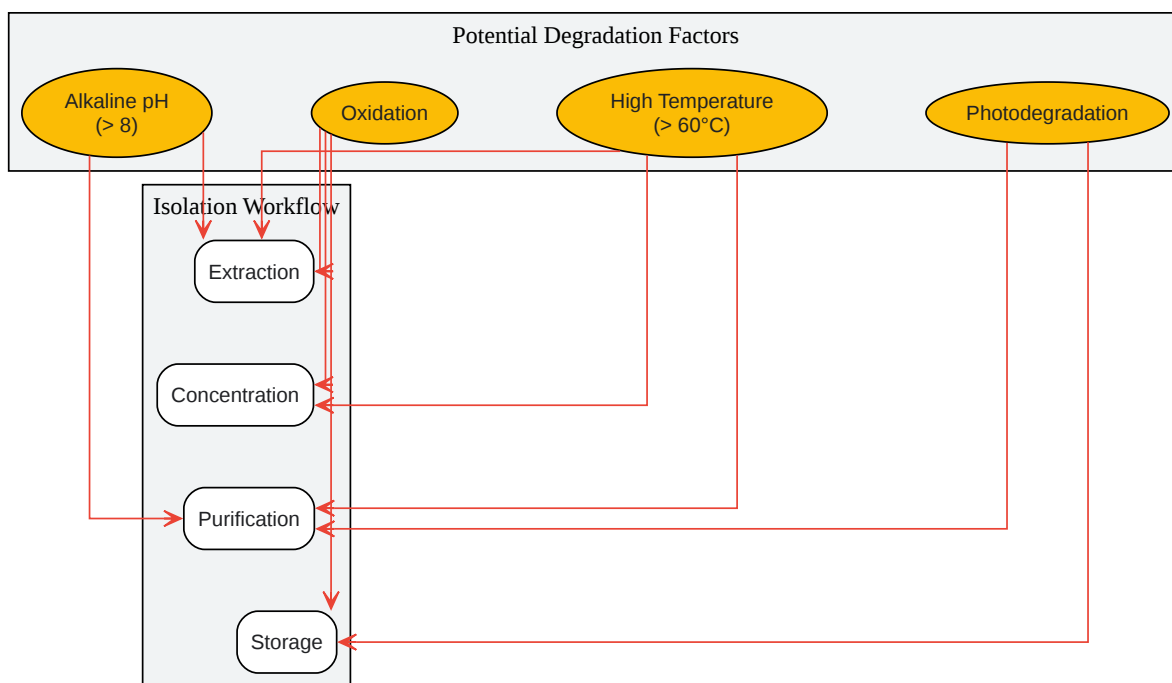 Potential Degradation Factors
Alkaline pH
(> 8)
Oxidation
High Temperature
(> 60°C)
Photodegradation
Isolation Workflow
Extraction
Concentration
Purification
Storage